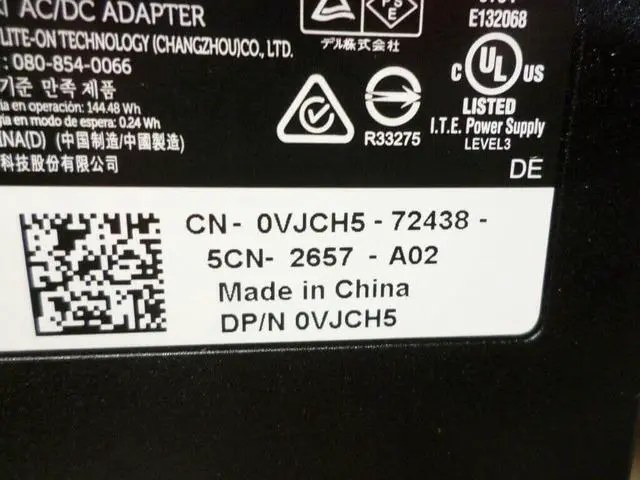 AC/DC ADAPTER
LITE-ON TECHNOLOGY (CHANGZHOU)CO., LTD.
: 080-854-0066
기준 만족 제품
en operación: 144.48 Wh
en modo de espera: 0.24 Wh
(D) (中国制造/中國製造)
科技股份有限公司
PS
E
デル株式会社
E132068
C UL US
R33275
LISTED
I.T.E. Power Supply
LEVEL3
DE
CN- 0VJCH5 - 72438 -
5CN- 2657 - A02
Made in China
DP/N 0VJCH5